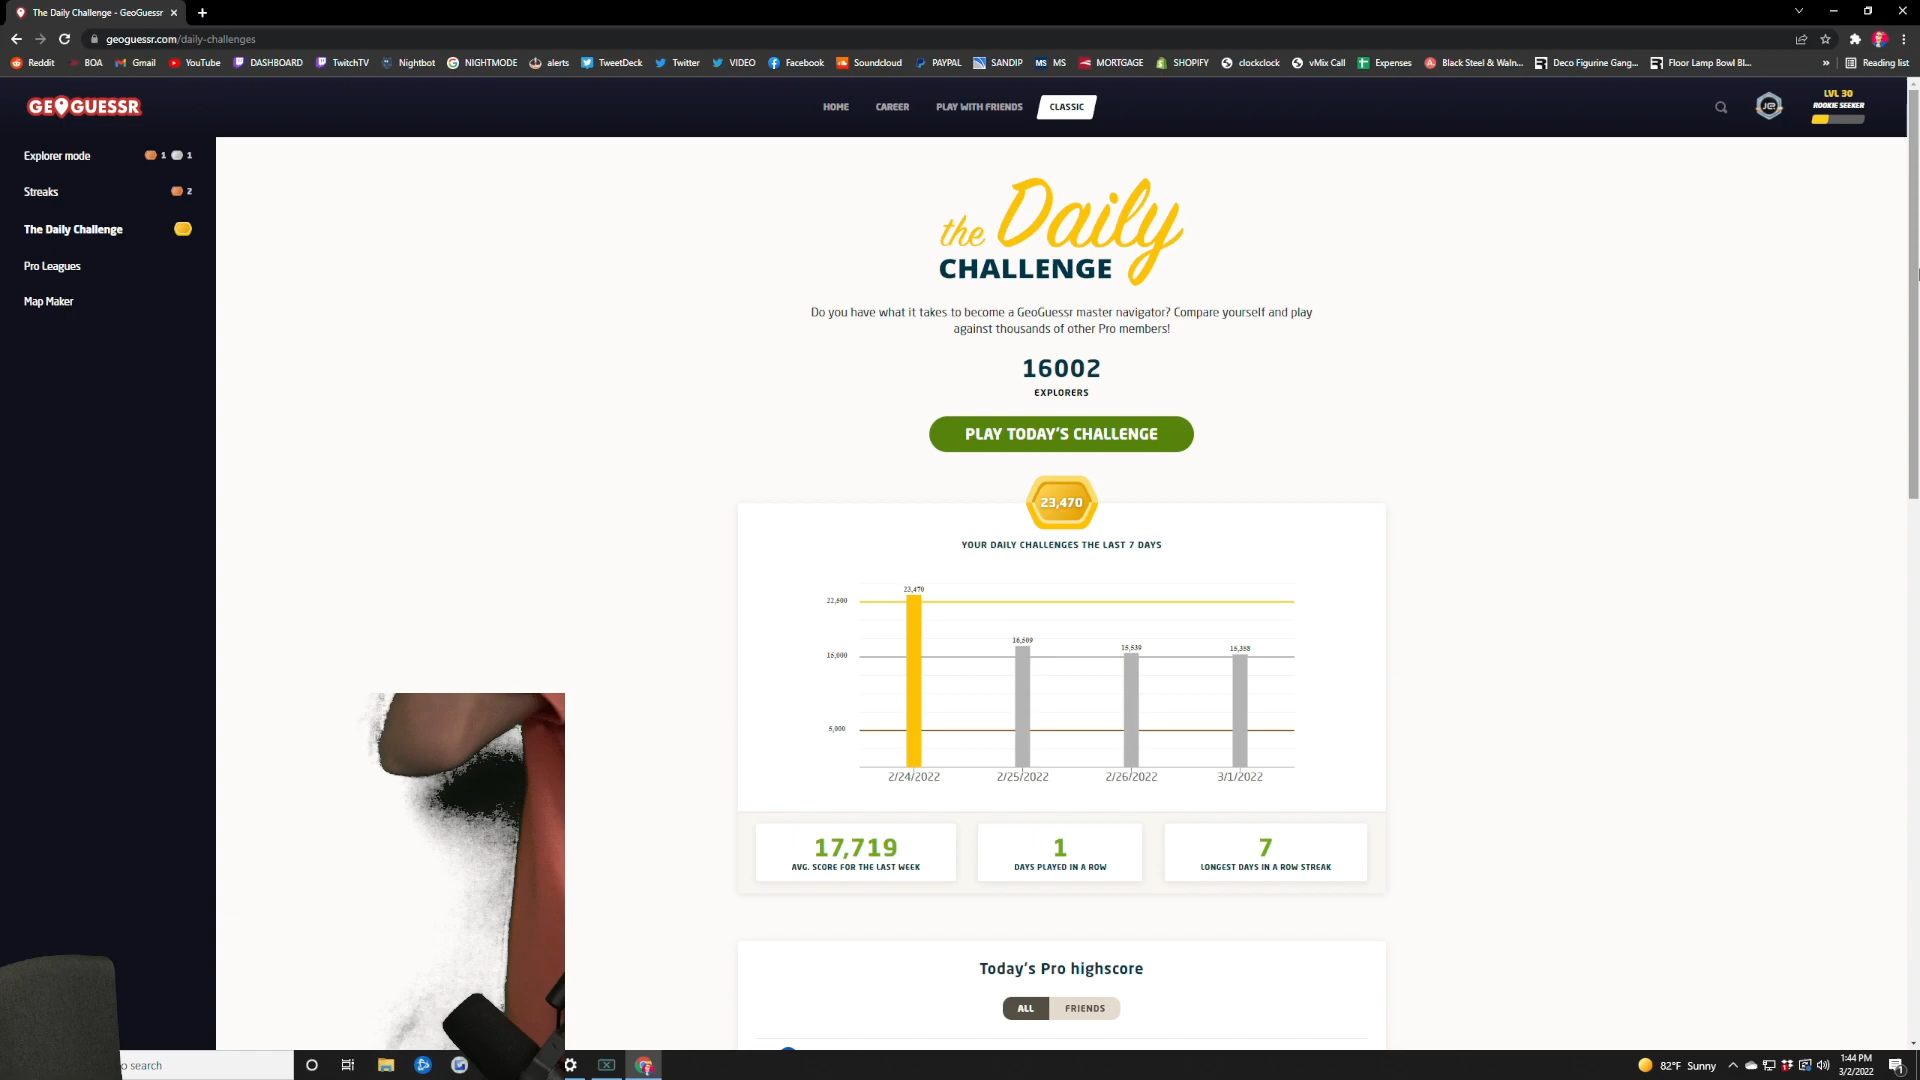 The Daily Challenge - GeoGuessr
geoguessr.com/daily-challenges
Reddit BOA Gmail YouTube DASHBOARD TwitchTV Nightbot NIGHTMODE alerts TweetDeck Twitter VIDEO Facebook Soundcloud PAYPAL SANDIP MS MS MORTGAGE SHOPIFY clockclock vMix Call Expenses Black Steel & Waln... Deco Figurine Gang... Floor Lamp Bowl Bl... » Reading list
GEOGUESSR
HOME CAREER PLAY WITH FRIENDS CLASSIC
LVL 30
ROOKIE SEEKER
Explorer mode 1 1
Streaks 2
The Daily Challenge
Pro Leagues
Map Maker
the Daily
CHALLENGE
Do you have what it takes to become a GeoGuessr master navigator? Compare yourself and play
against thousands of other Pro members!
16002
EXPLORERS
PLAY TODAY'S CHALLENGE
23,470
YOUR DAILY CHALLENGES THE LAST 7 DAYS
23,470
22,500
16,509
15,539
15,358
15,000
5,000
2/24/2022 2/25/2022 2/26/2022 3/1/2022
17,719 1 7
AVG. SCORE FOR THE LAST WEEK DAYS PLAYED IN A ROW LONGEST DAYS IN A ROW STREAK
Today's Pro highscore
ALL FRIENDS
o search
82°F Sunny
1:44 PM
3/2/2022
1